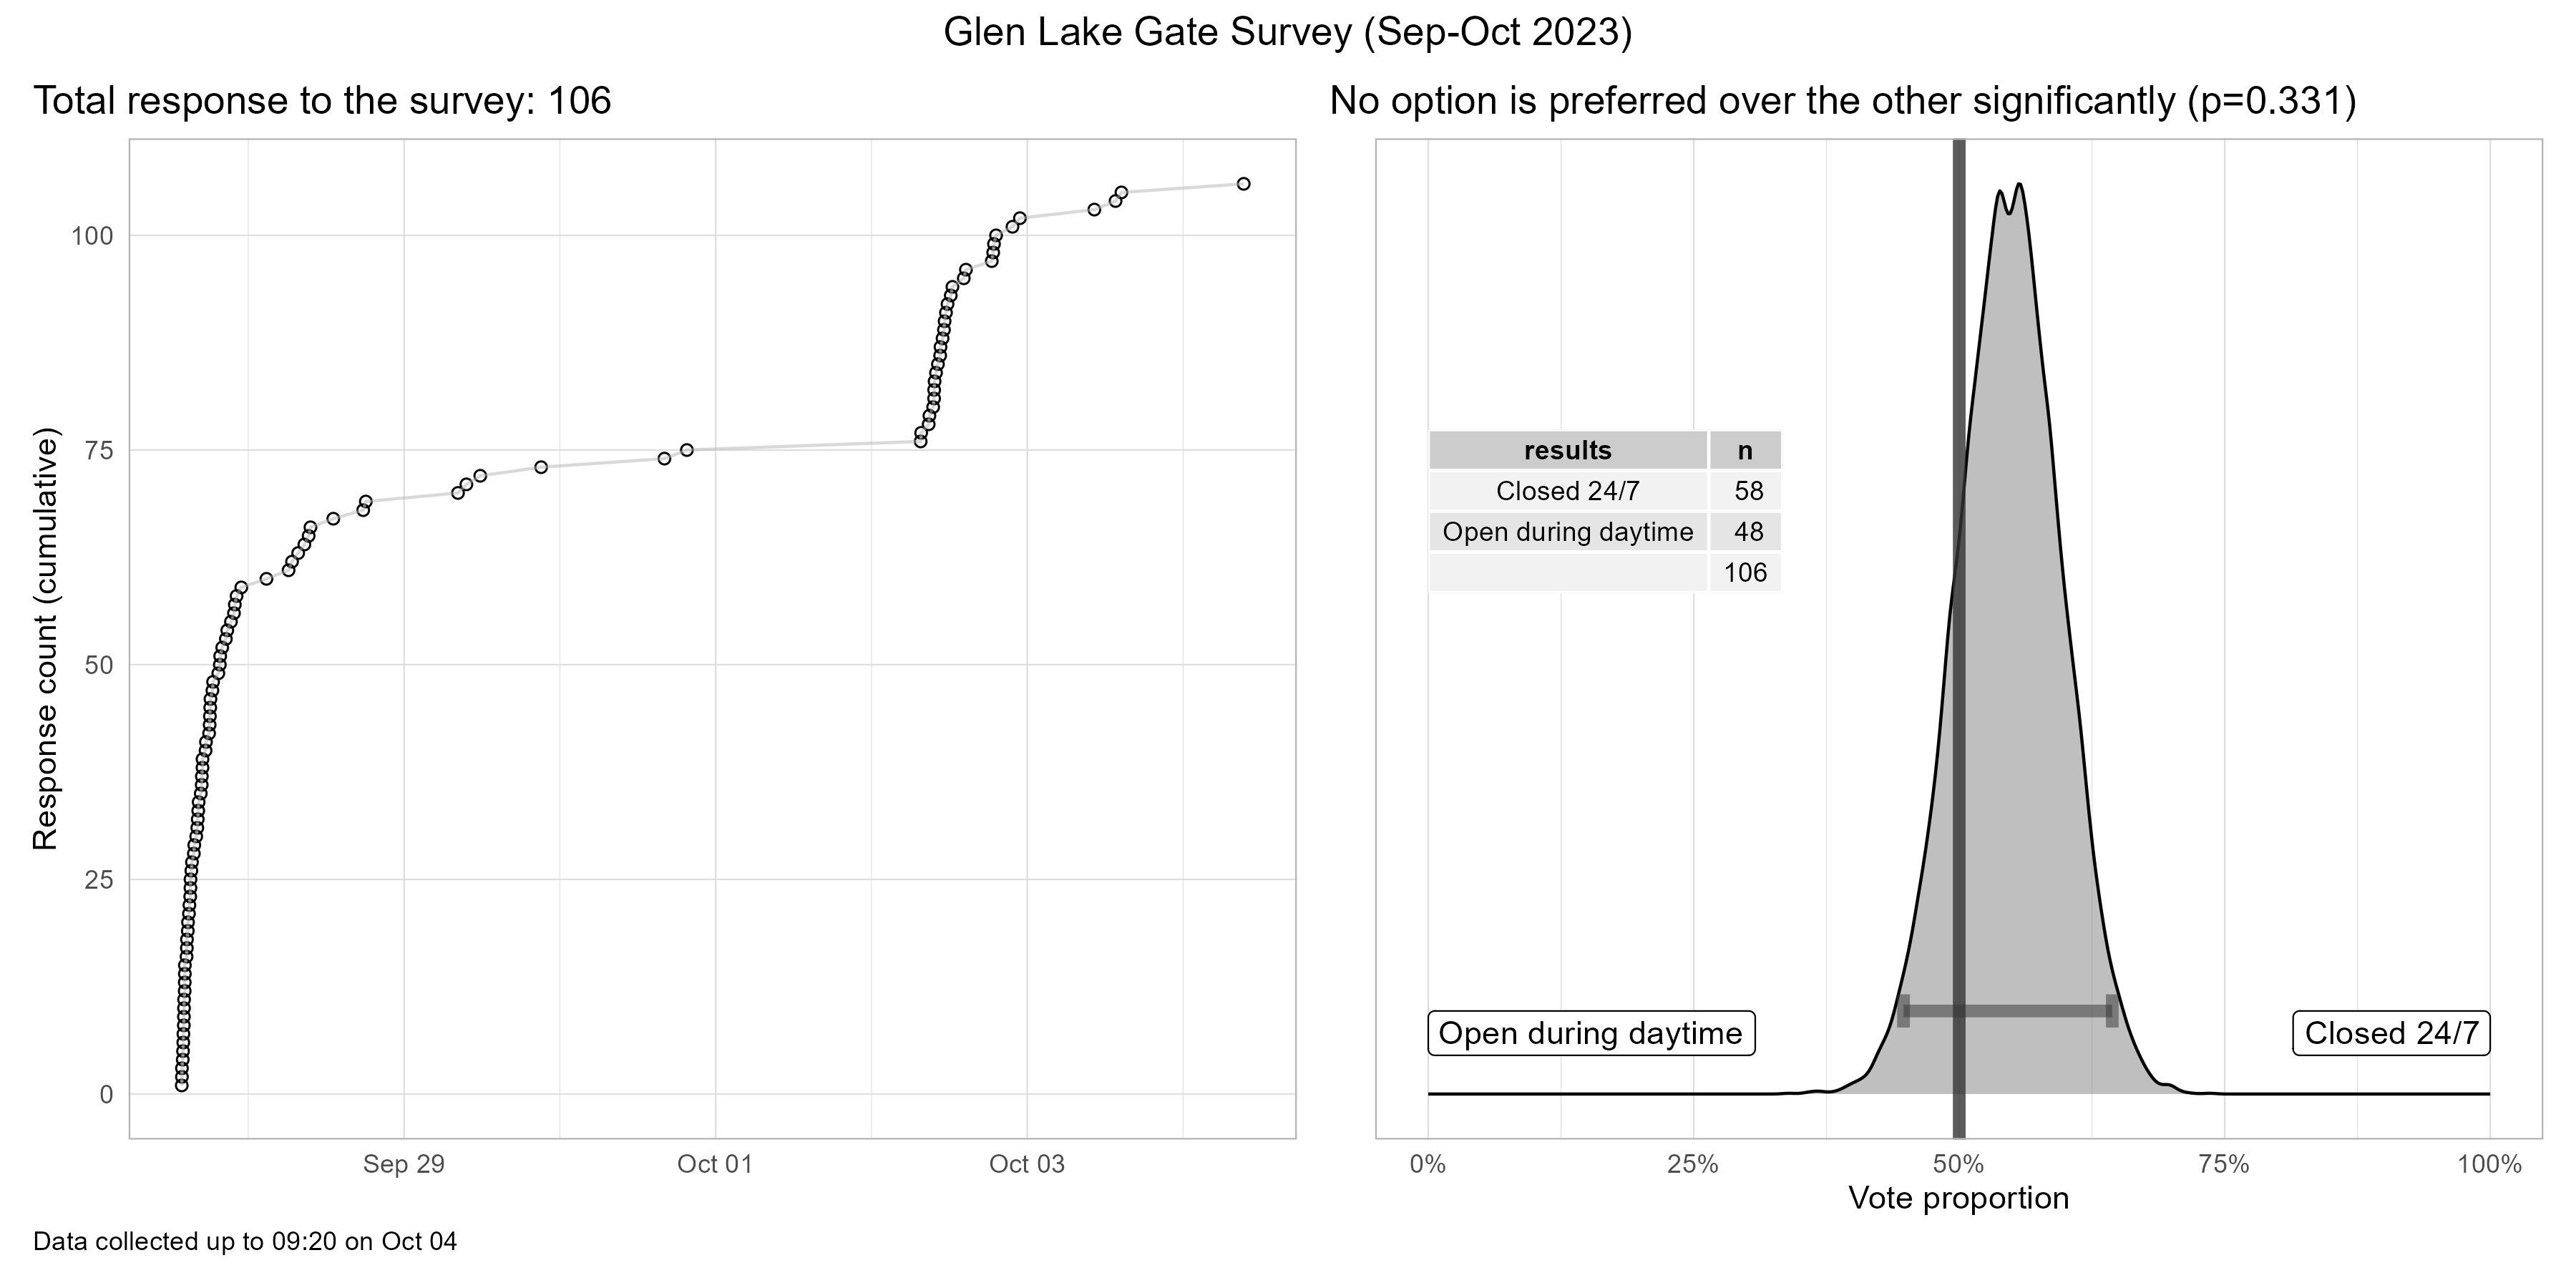 Glen Lake Gate Survey (Sep-Oct 2023)
Total response to the survey: 106
Response count (cumulative)
100
75
50
25
0
Sep 29
Oct 01
Oct 03
No option is preferred over the other significantly (p=0.331)
results n
Closed 24/7 58
Open during daytime 48
106
Open during daytime
Closed 24/7
0%
25%
50%
75%
100%
Vote proportion
Data collected up to 09:20 on Oct 04